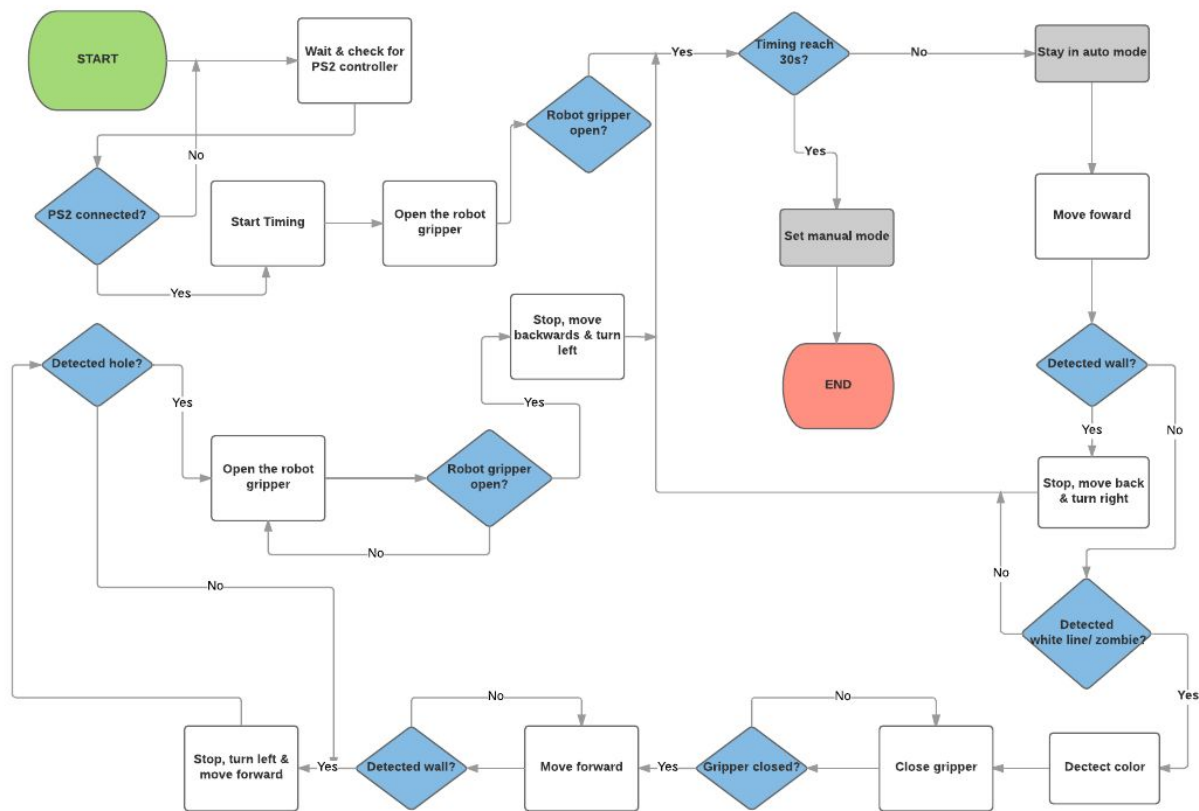 START
Wait & check for
PS2 controller
No
PS2 connected?
Yes
Start Timing
Open the robot
gripper
Robot gripper
open?
Yes
Timing reach
30s?
No
Stay in auto mode
Yes
Set manual mode
END
Move foward
Detected wall?
Yes
No
Stop, move back
& turn right
Detected
white line/ zombie?
No
Yes
Dectect color
Close gripper
Gripper closed?
No
Yes
Move forward
Detected wall?
No
Yes
Stop, turn left &
move forward
Detected hole?
Yes
No
Open the robot
gripper
Robot gripper
open?
No
Yes
Stop, move
backwards & turn
left